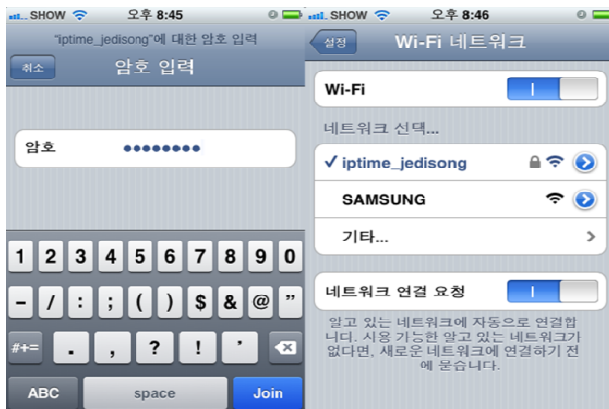 SHOW 오후 8:45
"iptime_jedisong"에 대한 암호 입력
취소 암호 입력
암호 ••••••••
1 2 3 4 5 6 7 8 9 0
- / : ; ( ) $ & @ "
#+= . , ? ! '
ABC space Join
SHOW 오후 8:46
설정 Wi-Fi 네트워크
Wi-Fi
네트워크 선택...
✓ iptime_jedisong
SAMSUNG
기타...
네트워크 연결 요청
알고 있는 네트워크에 자동으로 연결합
니다. 사용 가능한 알고 있는 네트워크가
없다면, 새로운 네트워크에 연결하기 전
에 묻습니다.